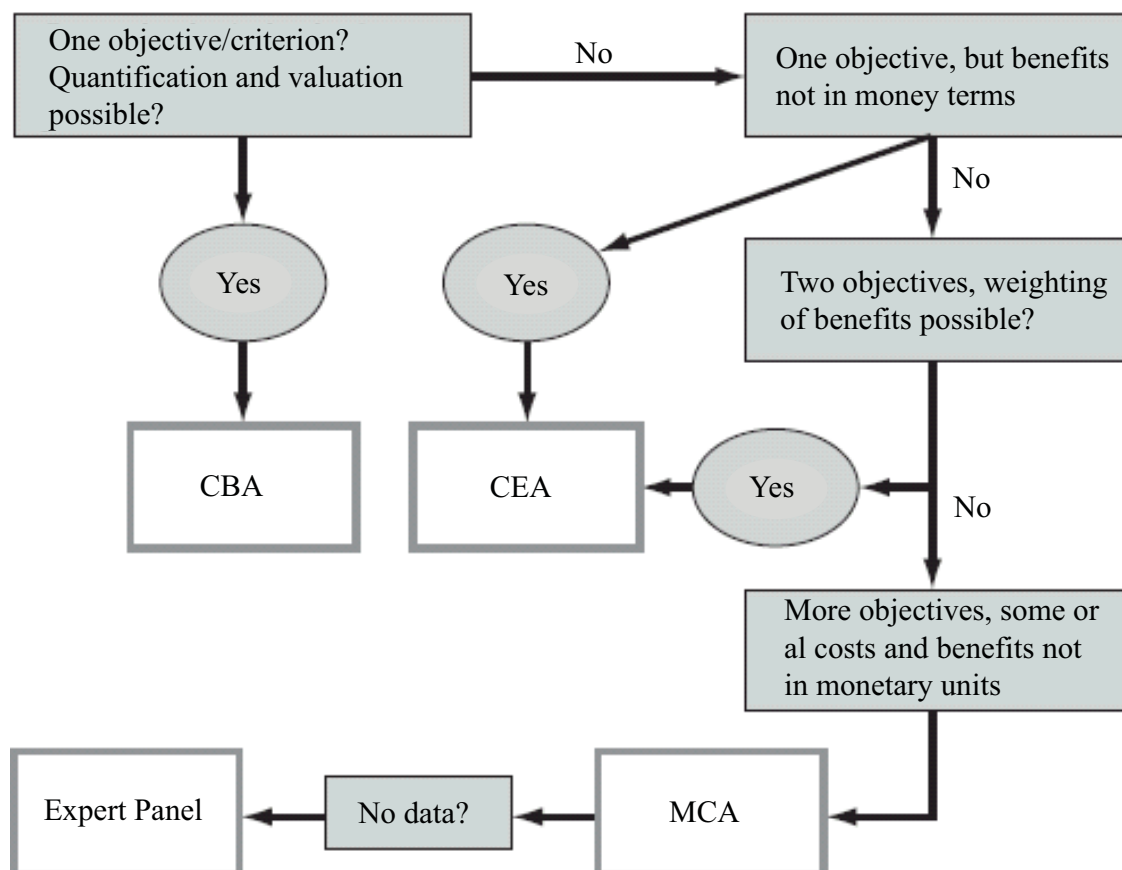 One objective/criterion?
Quantification and valuation
possible?
No
One objective, but benefits
not in money terms
No
Yes
Yes
Two objectives, weighting
of benefits possible?
CBA
CEA
Yes
No
More objectives, some or
al costs and benefits not
in monetary units
Expert Panel
No data?
MCA